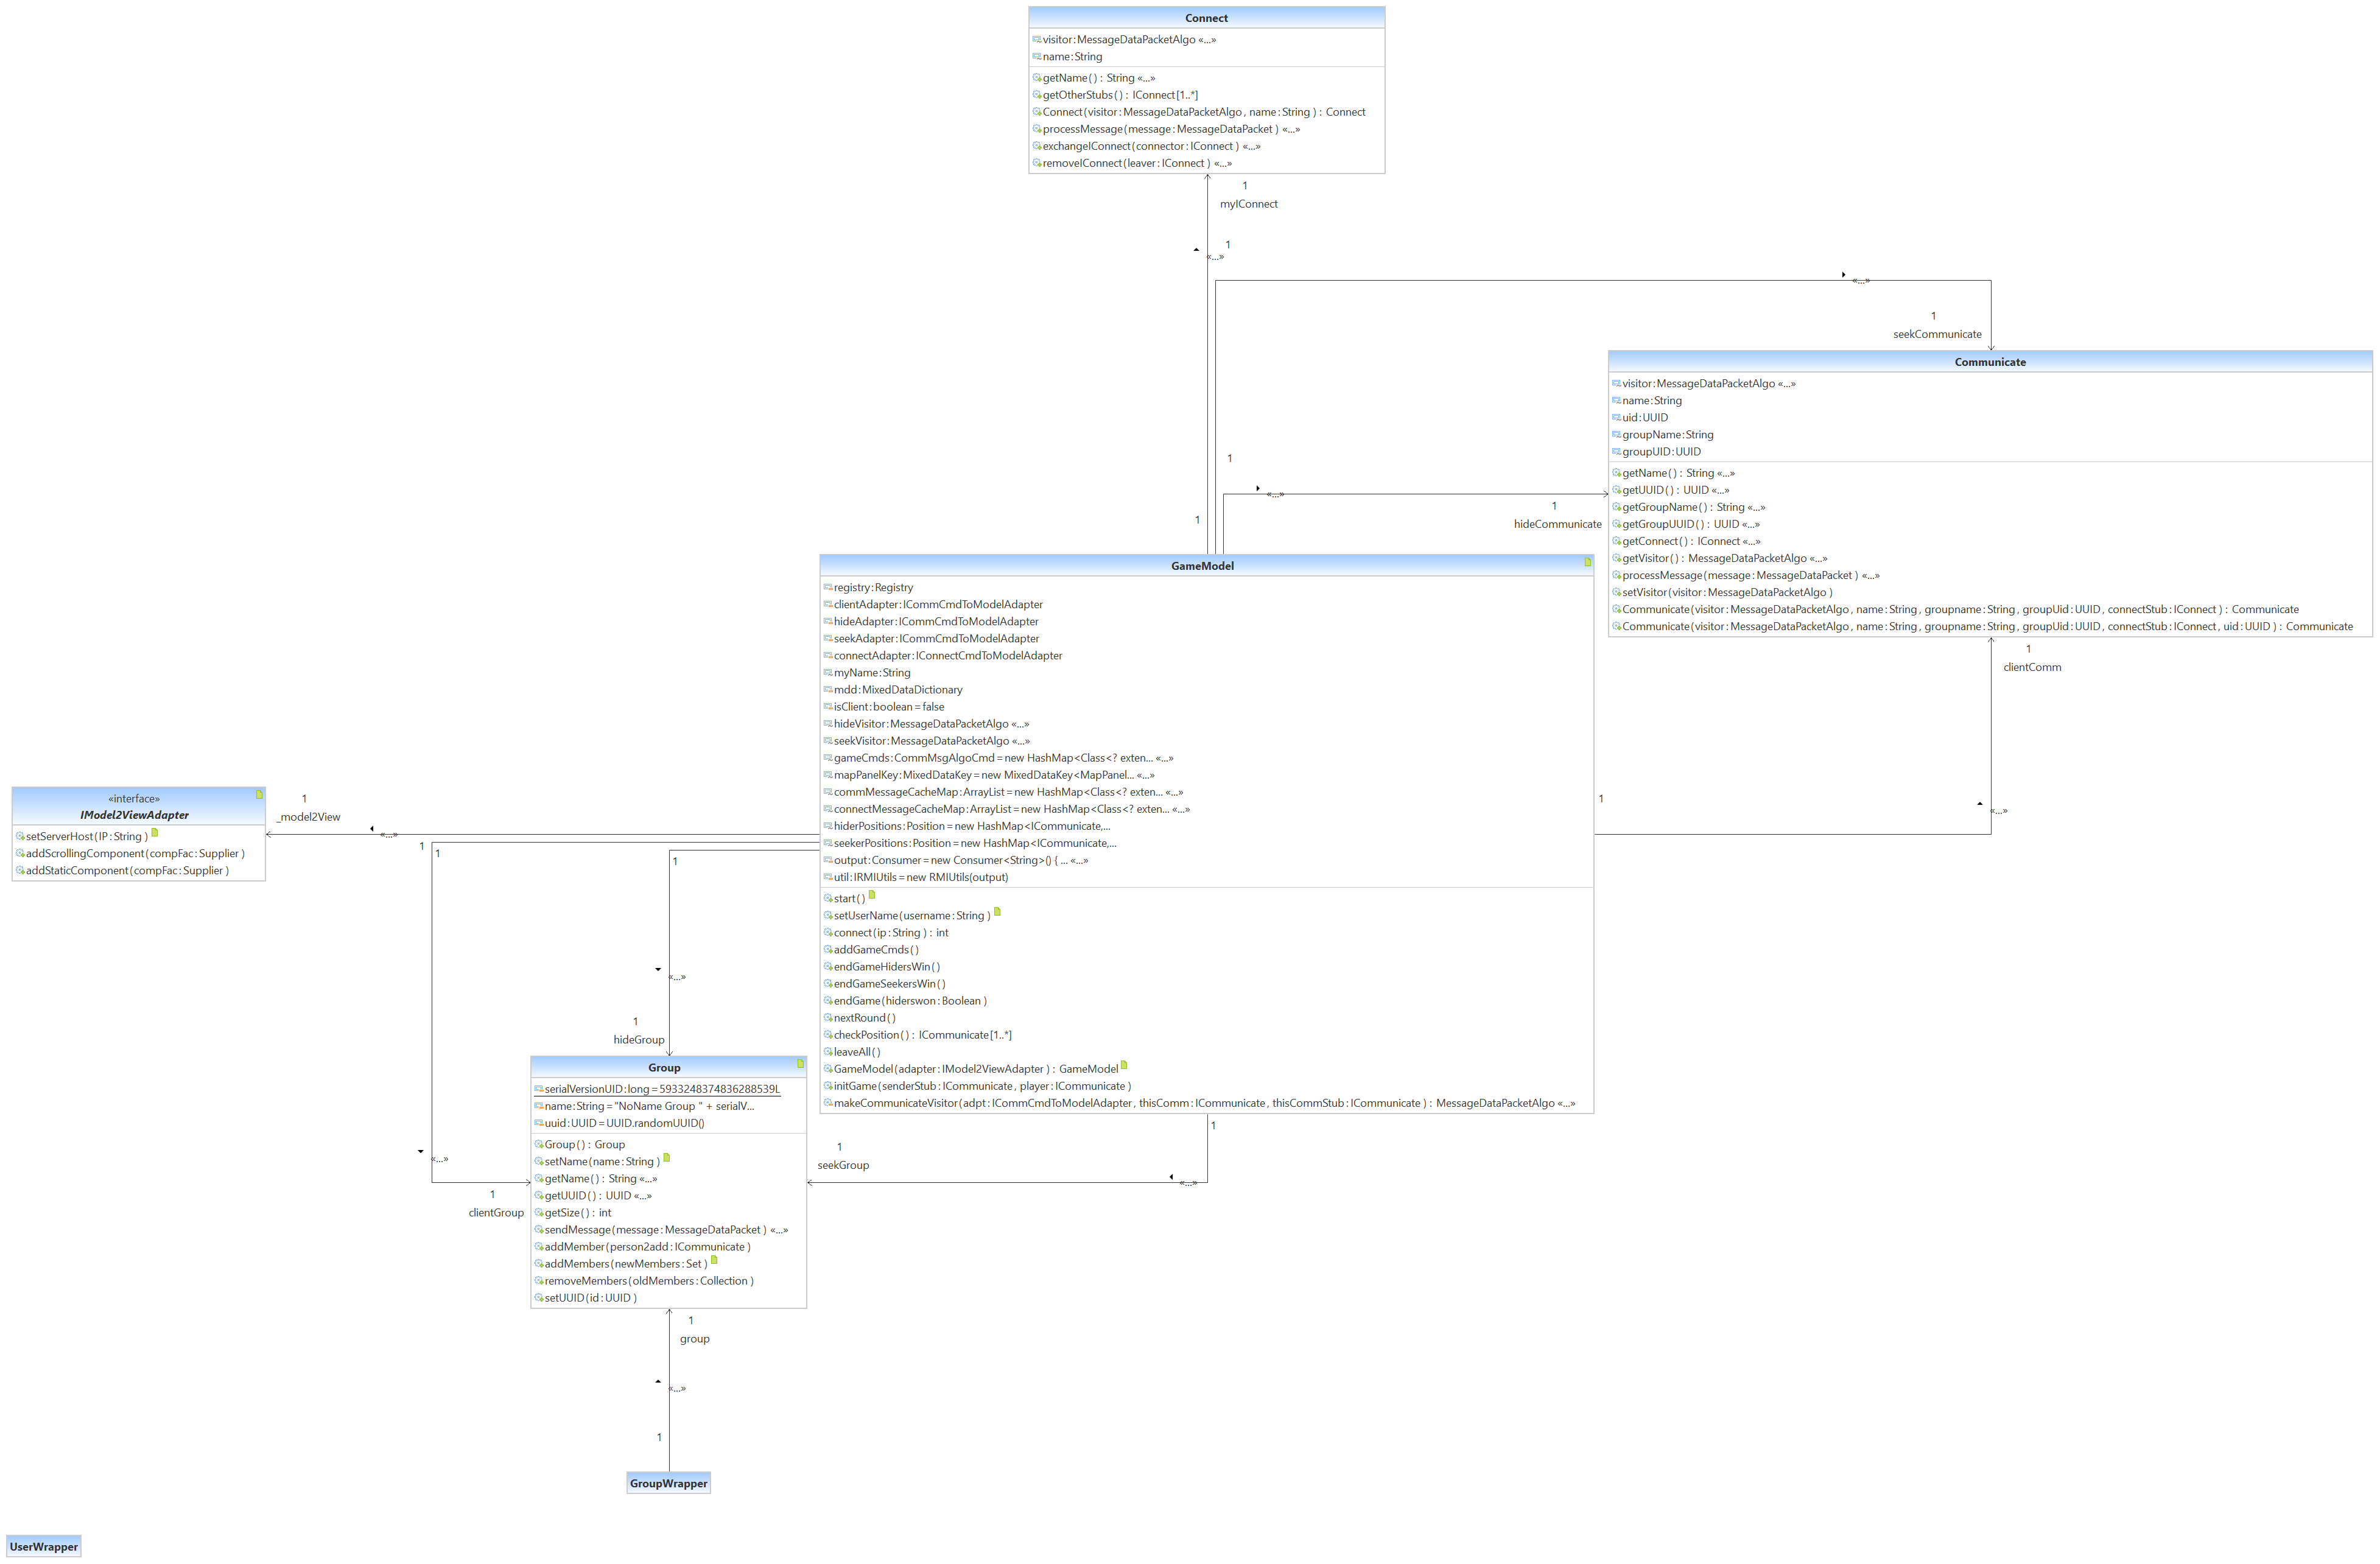 Connect
visitor:MessageDataPacketAlgo «...»
name:String
getName( ) : String «...»
getOtherStubs( ) : IConnect[1..*]
Connect(visitor:MessageDataPacketAlgo, name:String ) : Connect
processMessage(message:MessageDataPacket ) «...»
exchangeIConnect(connector:IConnect ) «...»
removeIConnect(leaver:IConnect ) «...»
1
myIConnect
1
«...»
«...»
1
seekCommunicate
Communicate
visitor:MessageDataPacketAlgo «...»
name:String
uid:UUID
groupName:String
groupUID:UUID
getName( ) : String «...»
getUUID( ) : UUID «...»
getGroupName( ) : String «...»
getGroupUUID( ) : UUID «...»
getConnect( ) : IConnect «...»
getVisitor( ) : MessageDataPacketAlgo «...»
processMessage(message:MessageDataPacket ) «...»
setVisitor(visitor:MessageDataPacketAlgo )
Communicate(visitor:MessageDataPacketAlgo, name:String, groupname:String, groupUid:UUID, connectStub:IConnect ) : Communicate
Communicate(visitor:MessageDataPacketAlgo, name:String, groupname:String, groupUid:UUID, connectStub:IConnect, uid:UUID ) : Communicate
1
«...»
1
hideCommunicate
1
1
clientComm
GameModel
registry:Registry
clientAdapter:ICommCmdToModelAdapter
hideAdapter:ICommCmdToModelAdapter
seekAdapter:ICommCmdToModelAdapter
connectAdapter:IConnectCmdToModelAdapter
myName:String
mdd:MixedDataDictionary
isClient:boolean = false
hideVisitor:MessageDataPacketAlgo «...»
seekVisitor:MessageDataPacketAlgo «...»
gameCmds:CommMsgAlgoCmd = new HashMap<Class<? exten... «...»
mapPanelKey:MixedDataKey = new MixedDataKey<MapPanel... «...»
commMessageCacheMap:ArrayList = new HashMap<Class<? exten... «...»
connectMessageCacheMap:ArrayList = new HashMap<Class<? exten... «...»
hiderPositions:Position = new HashMap<ICommunicate,...
seekerPositions:Position = new HashMap<ICommunicate,...
output:Consumer = new Consumer<String>() { ... «...»
util:IRMIUtils = new RMIUtils(output)
start( )
setUserName(username:String )
connect(ip:String ) : int
addGameCmds( )
endGameHidersWin( )
endGameSeekersWin( )
endGame(hiderswon:Boolean )
nextRound( )
checkPosition( ) : ICommunicate[1..*]
leaveAll( )
GameModel(adapter:IModel2ViewAdapter ) : GameModel
initGame(senderStub:ICommunicate, player:ICommunicate )
makeCommunicateVisitor(adpt:ICommCmdToModelAdapter, thisComm:ICommunicate, thisCommStub:ICommunicate ) : MessageDataPacketAlgo «...»
1
«...»
«interface»
IModel2ViewAdapter
setServerHost(IP:String )
addScrollingComponent(compFac:Supplier )
addStaticComponent(compFac:Supplier )
1
_model2View
«...»
1
1
1
«...»
1
hideGroup
«...»
1
clientGroup
1
seekGroup
«...»
1
Group
serialVersionUID:long = 5933248374836288539L
name:String = "NoName Group " + serialV...
uuid:UUID = UUID.randomUUID()
Group( ) : Group
setName(name:String )
getName( ) : String «...»
getUUID( ) : UUID «...»
getSize( ) : int
sendMessage(message:MessageDataPacket ) «...»
addMember(person2add:ICommunicate )
addMembers(newMembers:Set )
removeMembers(oldMembers:Collection )
setUUID(id:UUID )
1
group
«...»
1
GroupWrapper
UserWrapper